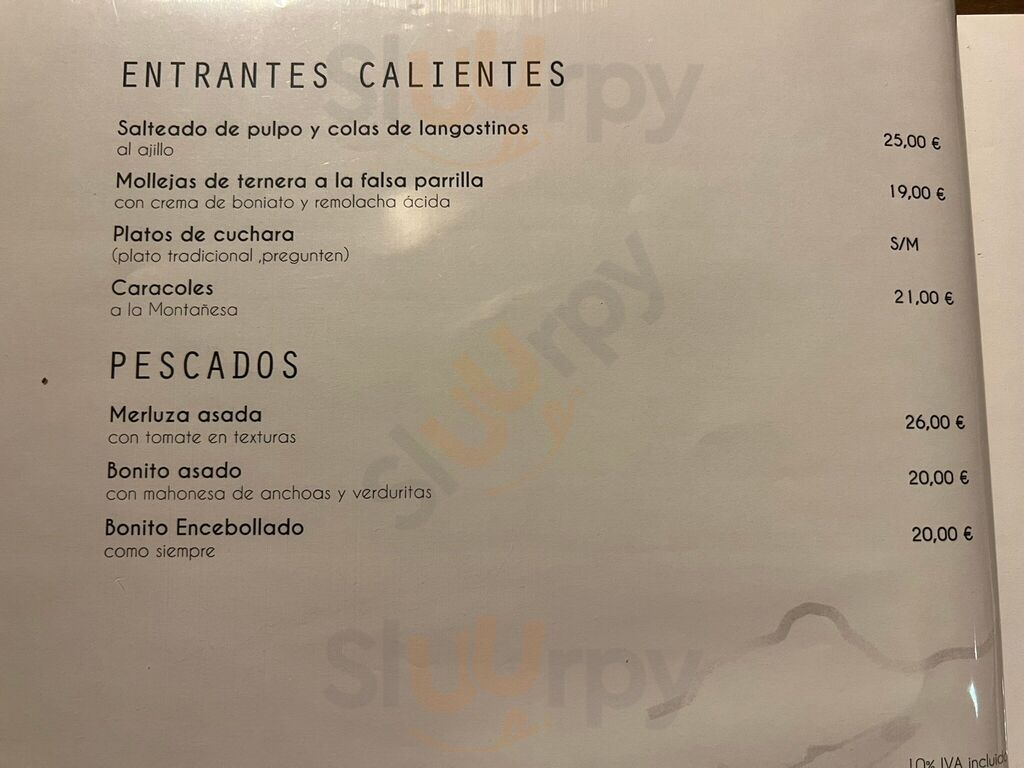 ENTRANTES CALIENTES
Salteado de pulpo y colas de langostinos
al ajillo
25,00 €
Mollejas de ternera a la falsa parrilla
con crema de boniato y remolacha ácida
19,00 €
Platos de cuchara
(plato tradicional ,pregunten)
S/M
Caracoles
a la Montañesa
21,00 €
PESCADOS
Merluza asada
con tomate en texturas
26,00 €
Bonito asado
con mahonesa de anchoas y verduritas
20,00 €
Bonito Encebollado
como siempre
20,00 €
10% IVA incluido
Sluurpy
Sluurpy
Sluurpy